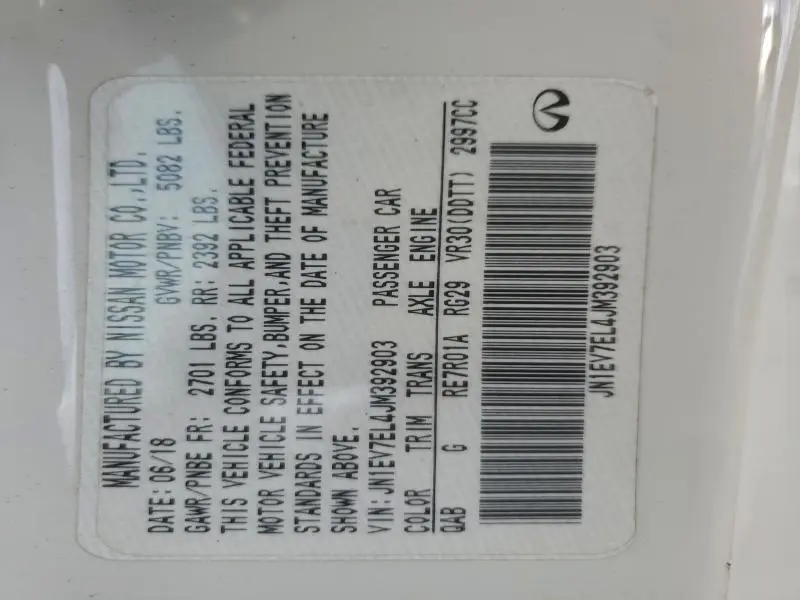 MANUFACTURED BY NISSAN MOTOR CO.,LTD.
DATE: 06/18 GVWR/PNBV: 5082 LBS.
GAWR/PNBE FR: 2701 LBS. RR: 2392 LBS.
THIS VEHICLE CONFORMS TO ALL APPLICABLE FEDERAL
MOTOR VEHICLE SAFETY,BUMPER,AND THEFT PREVENTION
STANDARDS IN EFFECT ON THE DATE OF MANUFACTURE
SHOWN ABOVE.
VIN:JN1EV7EL4JM392903 PASSENGER CAR
COLOR TRIM TRANS AXLE ENGINE
QAB G RE7R01A RG29 VR30(DDTT) 2997CC
JN1EV7EL4JM392903